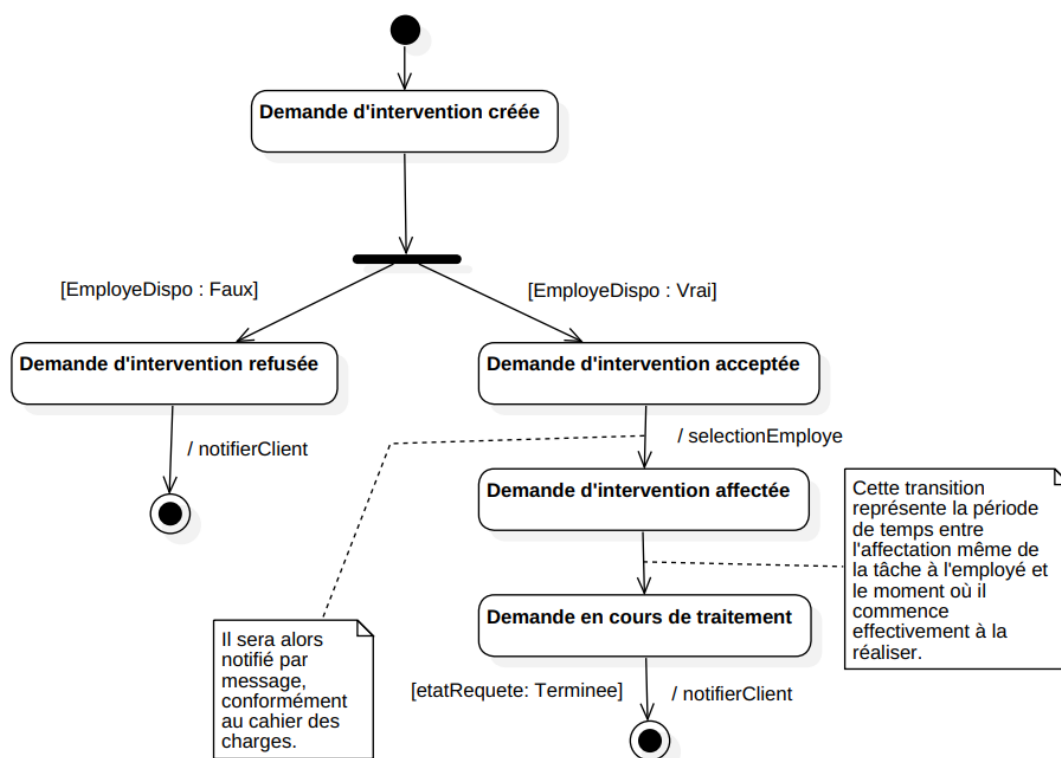 Demande d'intervention créée
[EmployeDispo : Faux]
[EmployeDispo : Vrai]
Demande d'intervention refusée
Demande d'intervention acceptée
/ notifierClient
/ selectionEmploye
Demande d'intervention affectée
Cette transition
représente la période
de temps entre
l'affectation même de
la tâche à l'employé et
le moment où il
commence
effectivement à la
réaliser.
Demande en cours de traitement
Il sera alors
notifié par
message,
conformément
au cahier des
charges.
[etatRequete: Terminee]
/ notifierClient